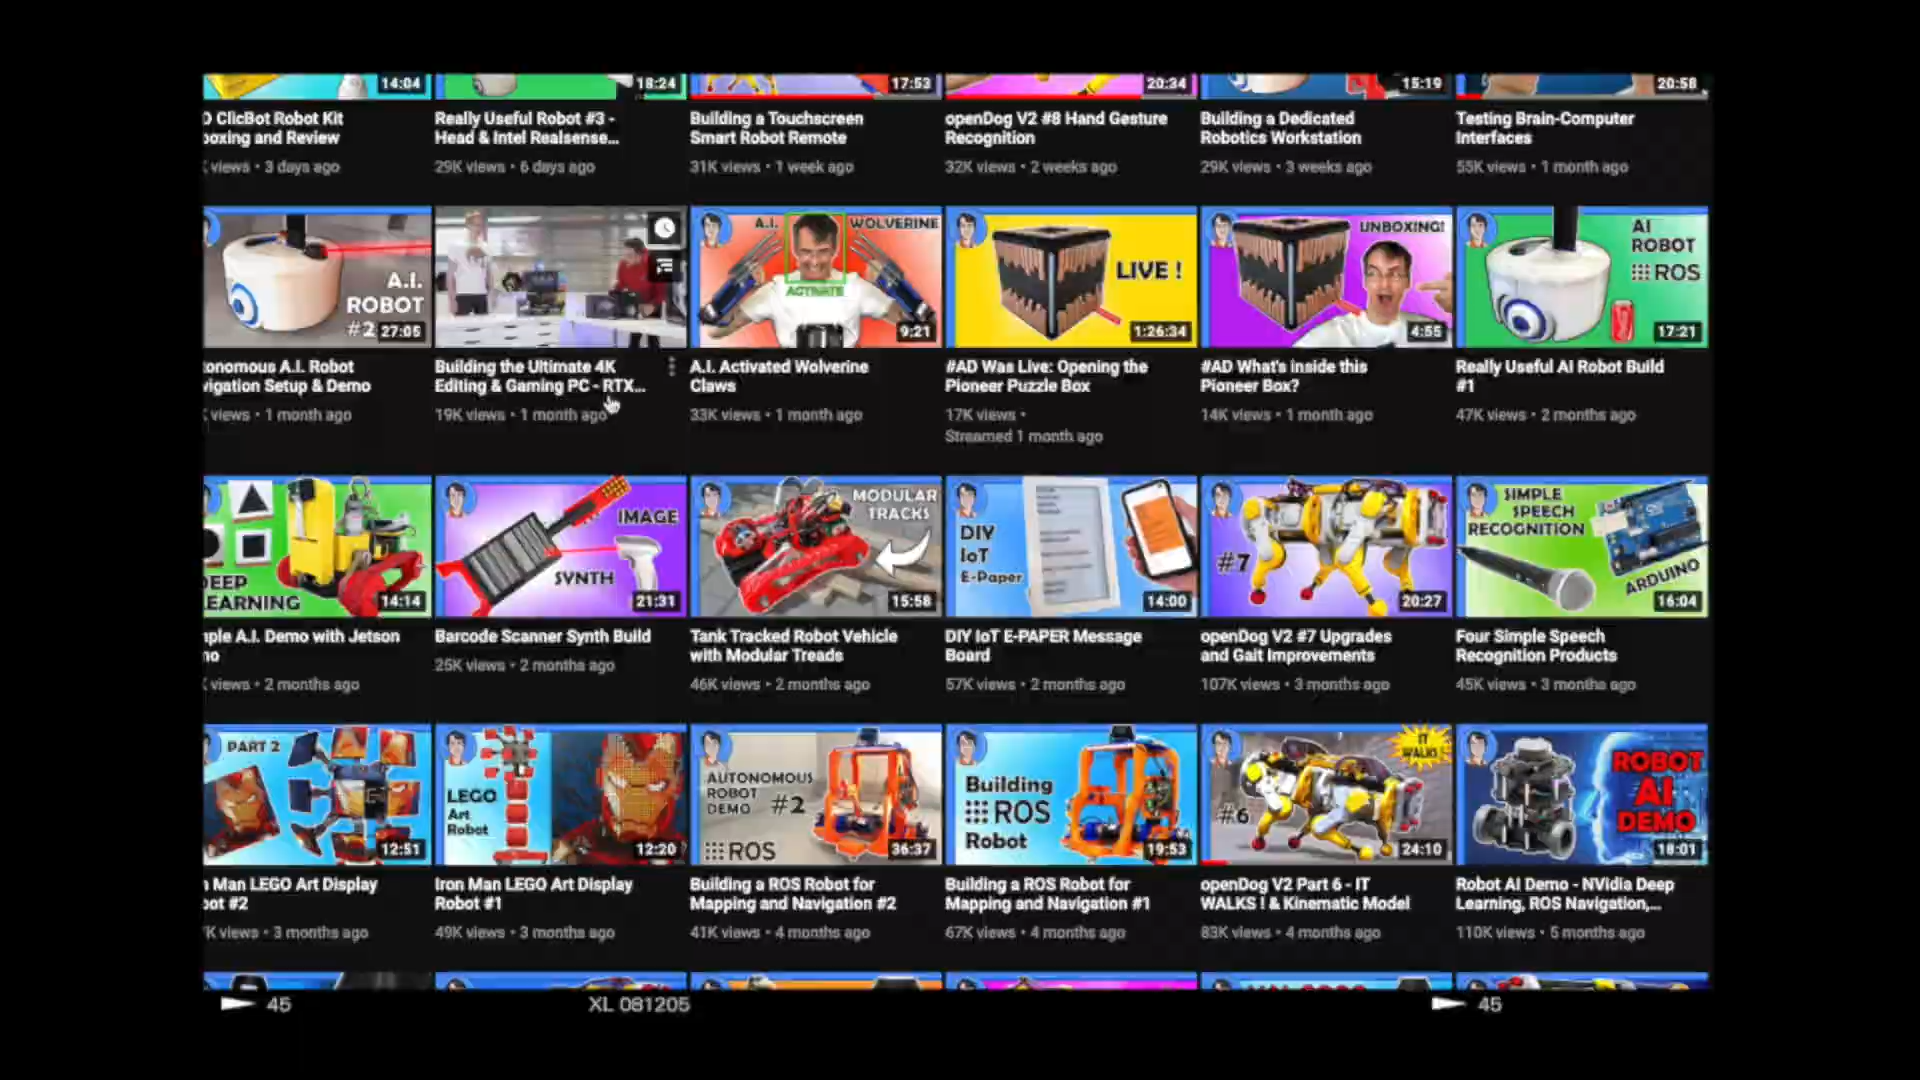 14:04
18:24
17:53
20:34
15:19
20:58
ClicBot Robot Kit
oxing and Review
views • 3 days ago
Really Useful Robot #3 -
Head & Intel Realsense...
29K views • 6 days ago
Building a Touchscreen
Smart Robot Remote
31K views • 1 week ago
openDog V2 #8 Hand Gesture
Recognition
32K views • 2 weeks ago
Building a Dedicated
Robotics Workstation
29K views • 3 weeks ago
Testing Brain-Computer
Interfaces
55K views • 1 month ago
A.I.
ROBOT
#2
27:05
A.I.
WOLVERINE
ACTIVATE
9:21
LIVE !
1:26:34
UNBOXING!
4:55
AI
ROBOT
ROS
17:21
onomous A.I. Robot
vigation Setup & Demo
views • 1 month ago
Building the Ultimate 4K
Editing & Gaming PC - RTX...
19K views • 1 month ago
A.I. Activated Wolverine
Claws
33K views • 1 month ago
#AD Was Live: Opening the
Pioneer Puzzle Box
17K views •
Streamed 1 month ago
#AD What's inside this
Pioneer Box?
14K views • 1 month ago
Really Useful AI Robot Build
#1
47K views • 2 months ago
DEEP
LEARNING
14:14
IMAGE
SYNTH
21:31
MODULAR
TRACKS
15:58
DIY
IoT
E-Paper
14:00
#7
20:27
SIMPLE
SPEECH
RECOGNITION
ARDUINO
16:04
ple A.I. Demo with Jetson
no
views • 2 months ago
Barcode Scanner Synth Build
25K views • 2 months ago
Tank Tracked Robot Vehicle
with Modular Treads
46K views • 2 months ago
DIY IoT E-PAPER Message
Board
57K views • 2 months ago
openDog V2 #7 Upgrades
and Gait Improvements
107K views • 3 months ago
Four Simple Speech
Recognition Products
45K views • 3 months ago
PART 2
12:51
LEGO
Art
Robot
12:20
AUTONOMOUS
ROBOT
DEMO #2
ROS
36:37
Building
ROS
Robot
19:53
IT
WALKS!
#6
24:10
ROBOT
AI
DEMO
18:01
n Man LEGO Art Display
bot #2
K views • 3 months ago
Iron Man LEGO Art Display
Robot #1
49K views • 3 months ago
Building a ROS Robot for
Mapping and Navigation #2
41K views • 4 months ago
Building a ROS Robot for
Mapping and Navigation #1
67K views • 4 months ago
openDog V2 Part 6 - IT
WALKS ! & Kinematic Model
83K views • 4 months ago
Robot AI Demo - NVidia Deep
Learning, ROS Navigation,...
110K views • 5 months ago
45
XL 081205
45